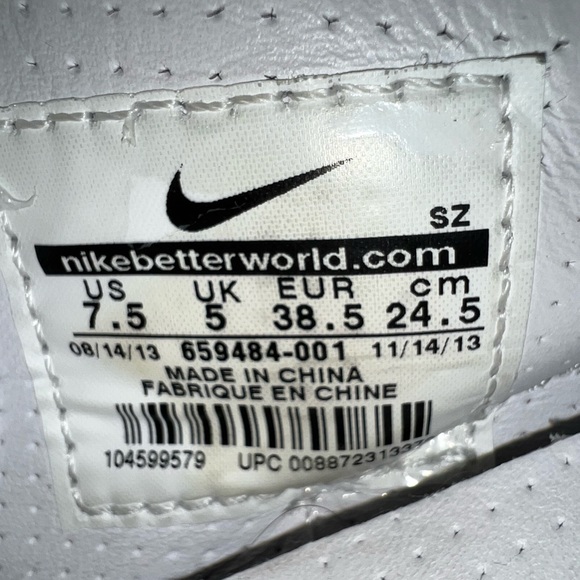 SZ
nikebetterworld.com
US UK EUR cm
7.5 5 38.5 24.5
08/14/13 659484-001 11/14/13
MADE IN CHINA
FABRIQUE EN CHINE
104599579 UPC